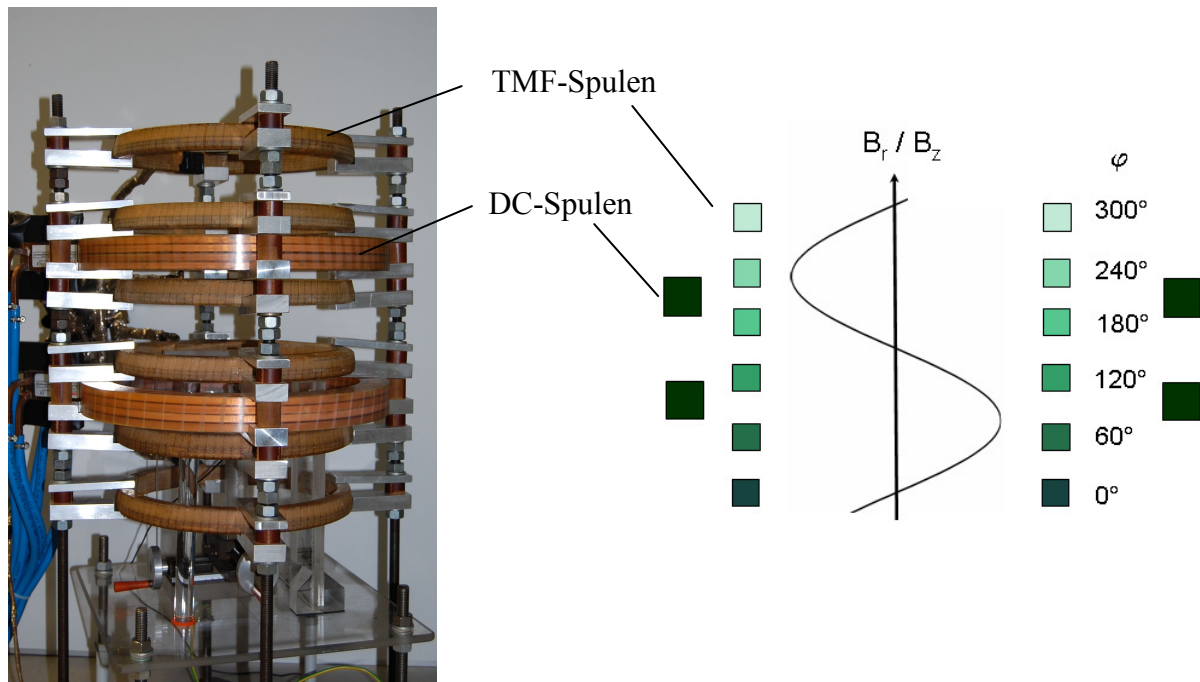 TMF-Spulen
DC-Spulen
B_r / B_z
φ
300°
240°
180°
120°
60°
0°